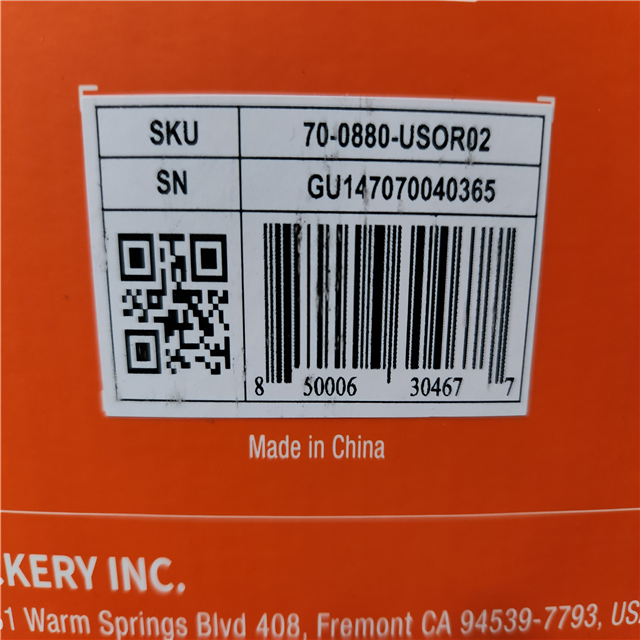 SKU 70-0880-USOR02
SN GU147070040365
8 50006 30467 7
Made in China
KERY INC.
1 Warm Springs Blvd 408, Fremont CA 94539-7793, US